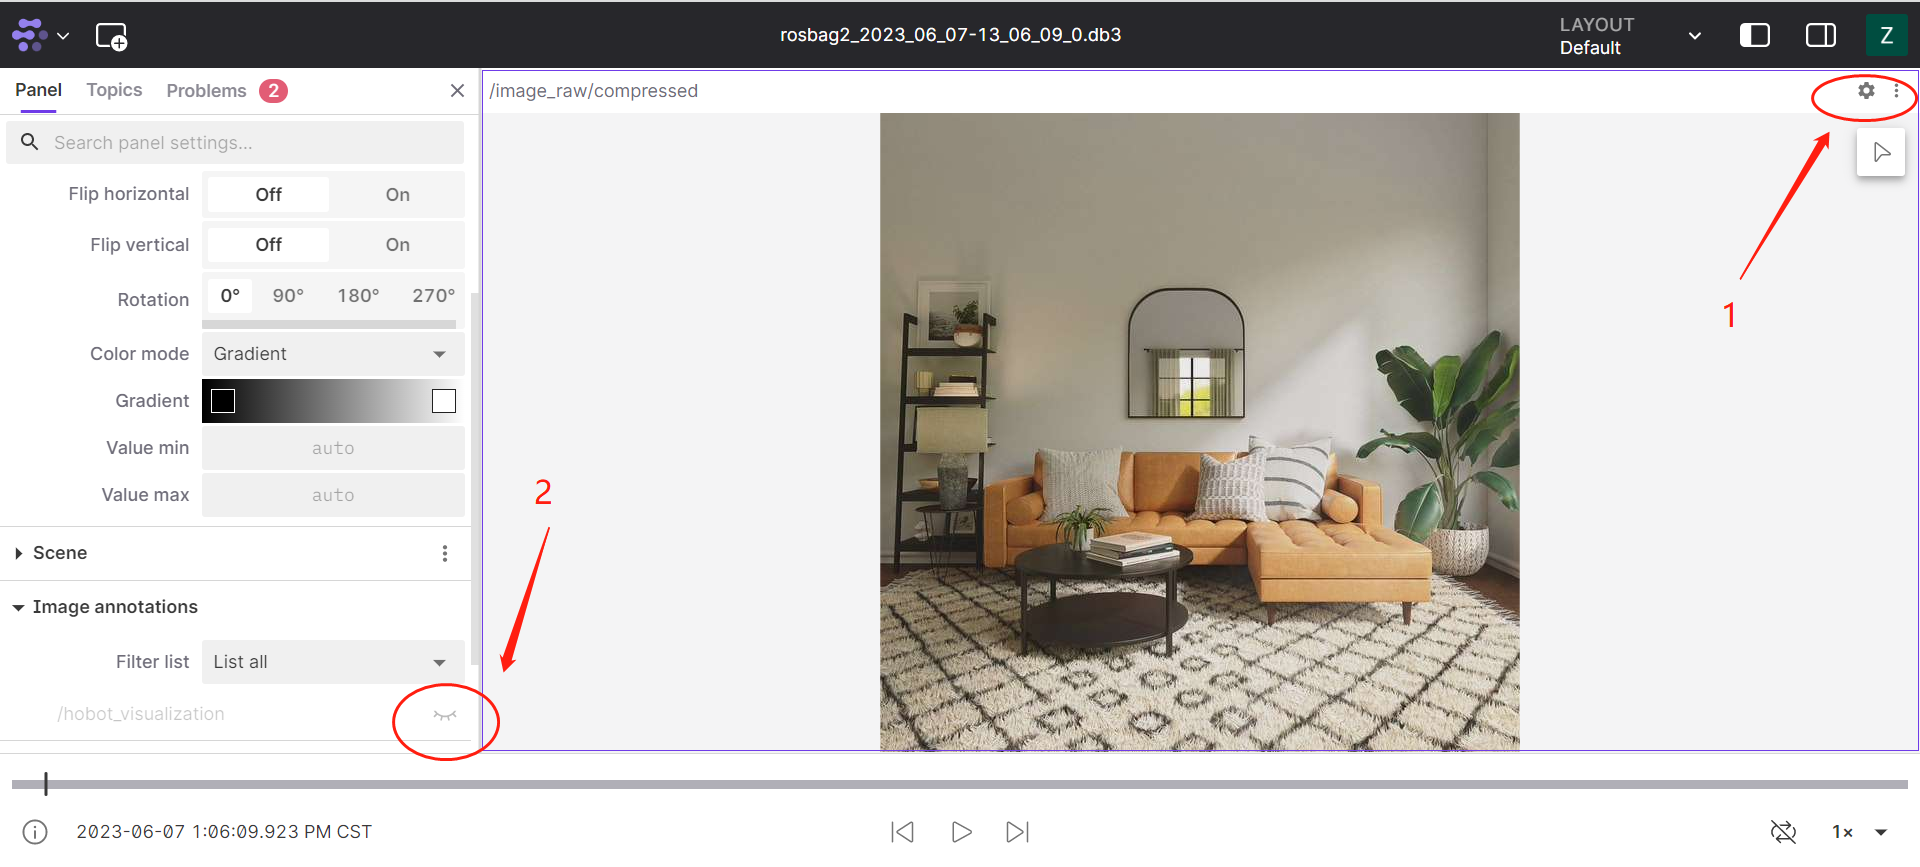 rosbag2_2023_06_07-13_06_09_0.db3
LAYOUT
Default
Z
Panel
Topics
Problems
2
/image_raw/compressed
Search panel settings...
Flip horizontal
Off
On
Flip vertical
Off
On
Rotation
0°
90°
180°
270°
Color mode
Gradient
Gradient
Value min
auto
Value max
auto
Scene
Image annotations
Filter list
List all
/hobot_visualization
1
2
2023-06-07 1:06:09.923 PM CST
1×